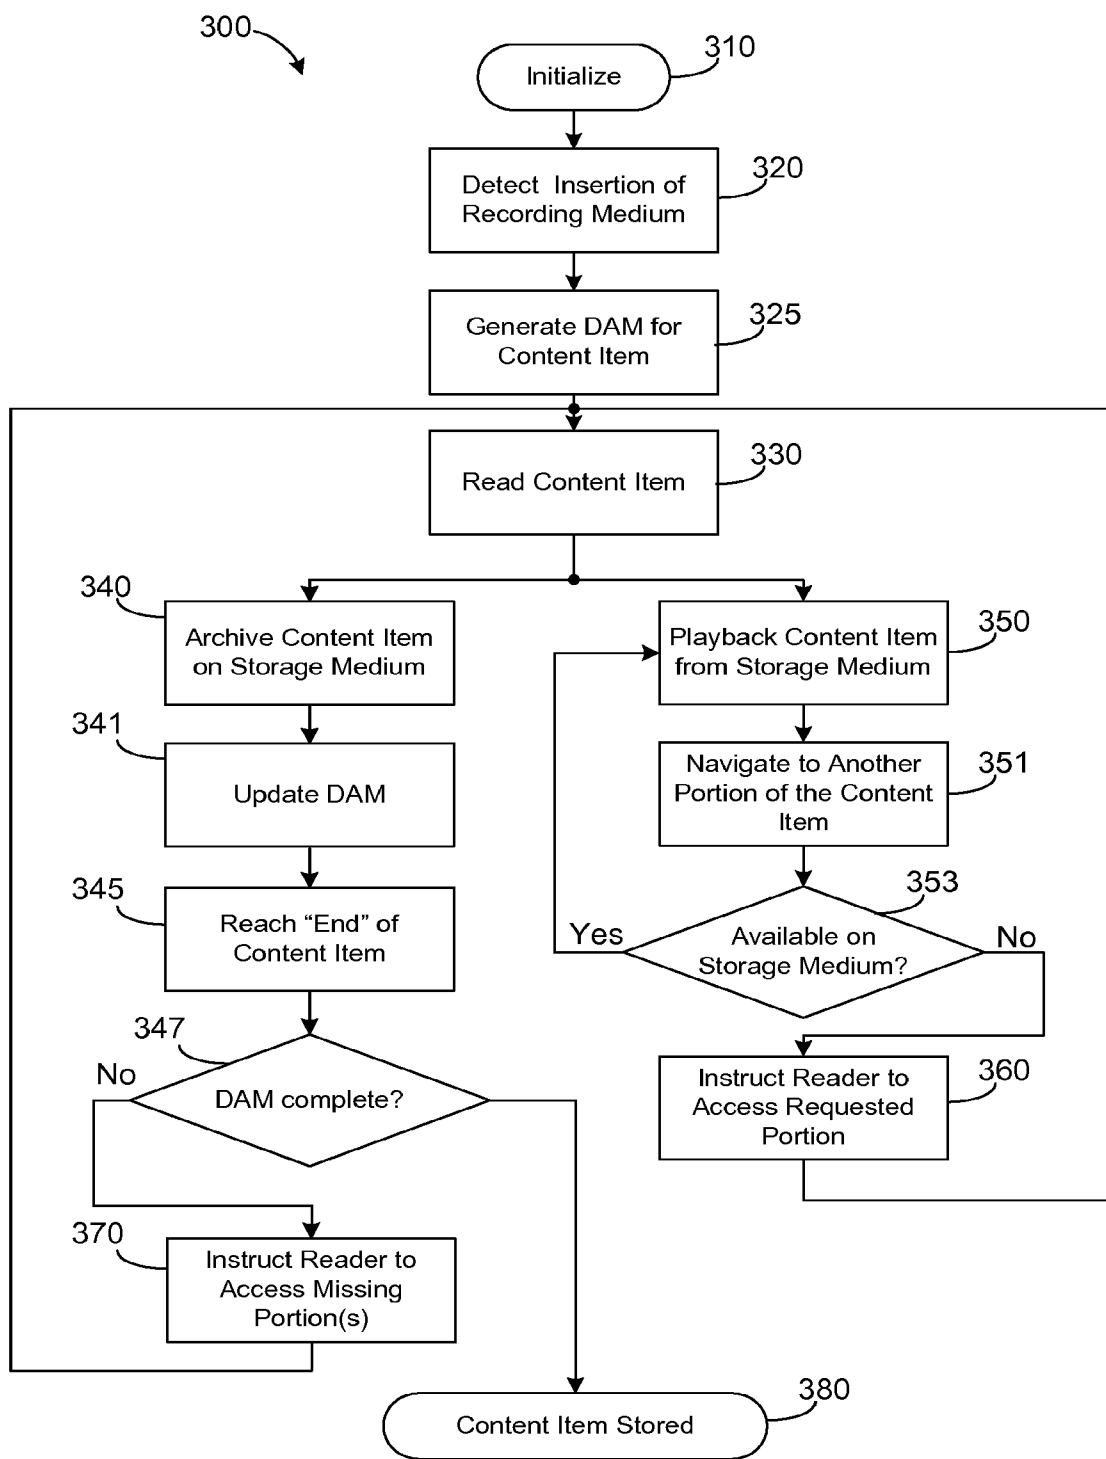 300
Initialize
310
Detect Insertion of
Recording Medium
320
Generate DAM for
Content Item
325
Read Content Item
330
340
Archive Content Item
on Storage Medium
Playback Content Item
from Storage Medium
350
341
Update DAM
Navigate to Another
Portion of the Content
Item
351
345
Reach “End” of
Content Item
353
Yes
Available on
Storage Medium?
No
347
No
DAM complete?
Instruct Reader to
Access Requested
Portion
360
370
Instruct Reader to
Access Missing
Portion(s)
Content Item Stored
380